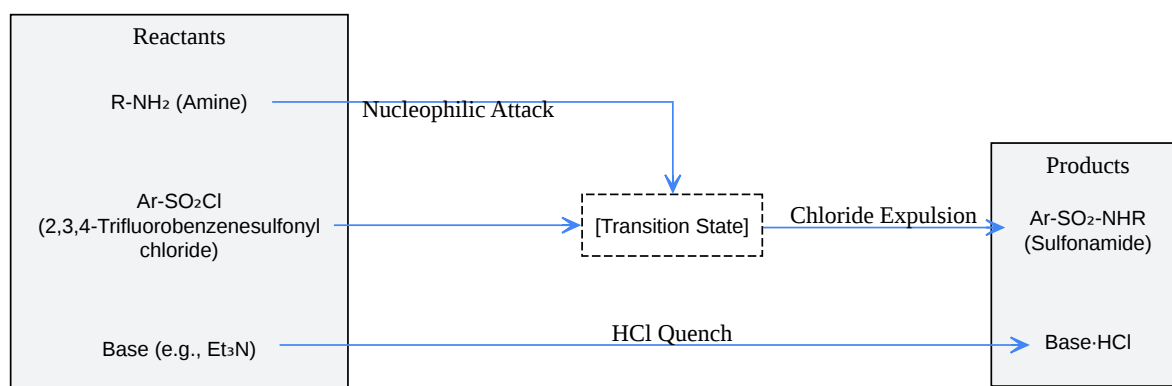 Reactants
R-NH₂ (Amine)
Nucleophilic Attack
Ar-SO₂Cl
(2,3,4-Trifluorobenzenesulfonyl
chloride)
[Transition State]
Chloride Expulsion
Products
Ar-SO₂-NHR
(Sulfonamide)
Base (e.g., Et₃N)
HCl Quench
Base·HCl